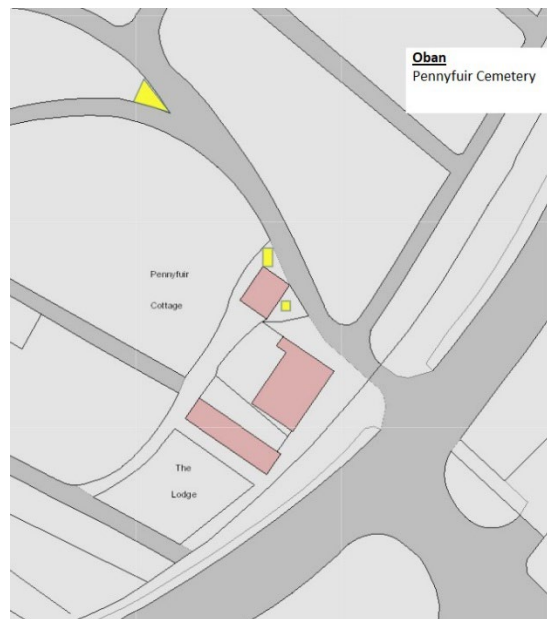 Oban
Pennyfuir Cemetery
Pennyfuir
Cottage
The
Lodge